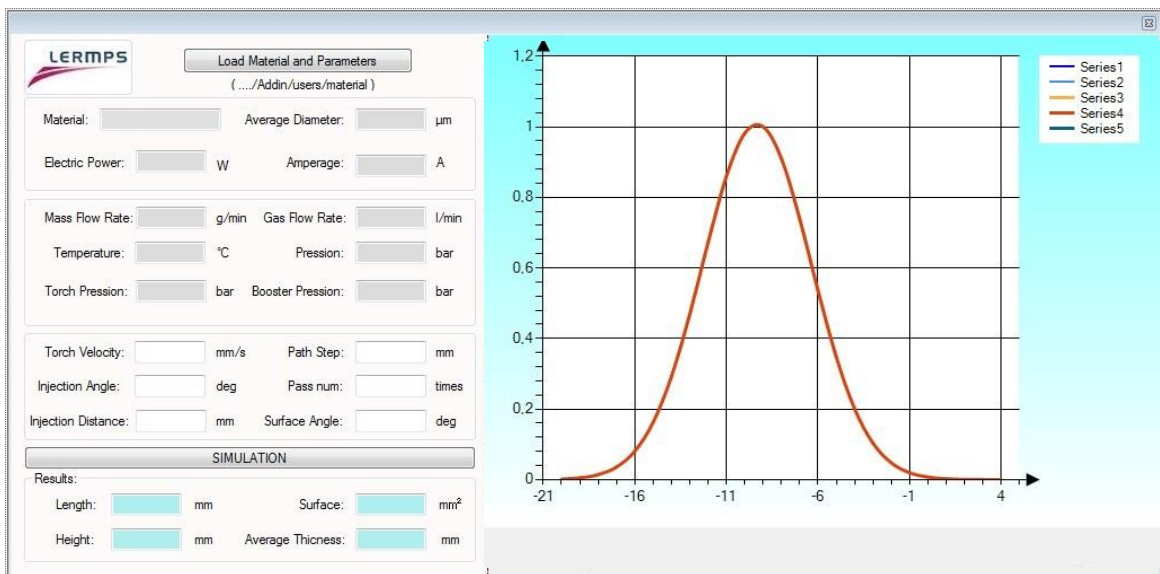 LERMPS
Load Material and Parameters
( ..../Addin/users/material )
Material: Average Diameter: µm
Electric Power: W Amperage: A
Mass Flow Rate: g/min Gas Flow Rate: l/min
Temperature: °C Pression: bar
Torch Pression: bar Booster Pression: bar
Torch Velocity: mm/s Path Step: mm
Injection Angle: deg Pass num: times
Injection Distance: mm Surface Angle: deg
SIMULATION
Results:
Length: mm Surface: mm²
Height: mm Average Thicness: mm
1,2
1
0,8
0,6
0,4
0,2
0
-21 -16 -11 -6 -1 4
Series1
Series2
Series3
Series4
Series5